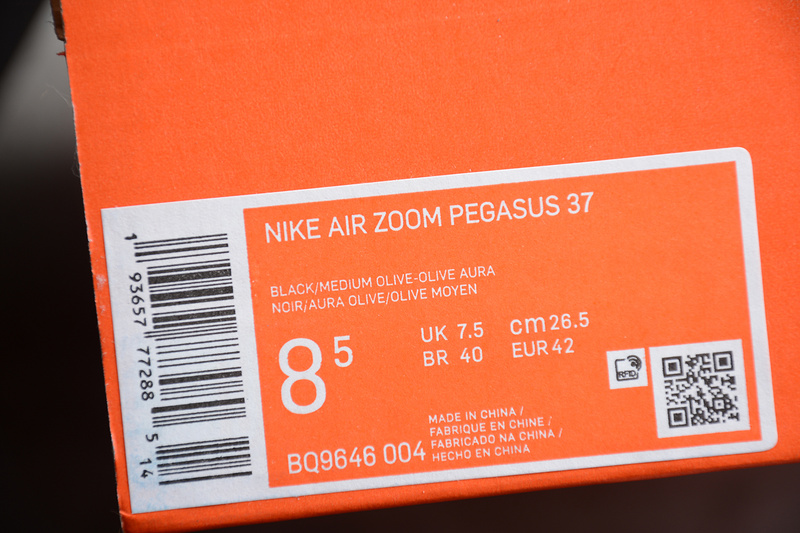 NIKE AIR ZOOM PEGASUS 37
BLACK/MEDIUM OLIVE-OLIVE AURA
NOIR/AURA OLIVE/OLIVE MOYEN
8 5
UK 7.5 cm 26.5
BR 40 EUR 42
RFID
MADE IN CHINA /
FABRIQUE EN CHINE /
FABRICADO NA CHINA /
HECHO EN CHINA
BQ9646 004
1 93657 77288 5 14